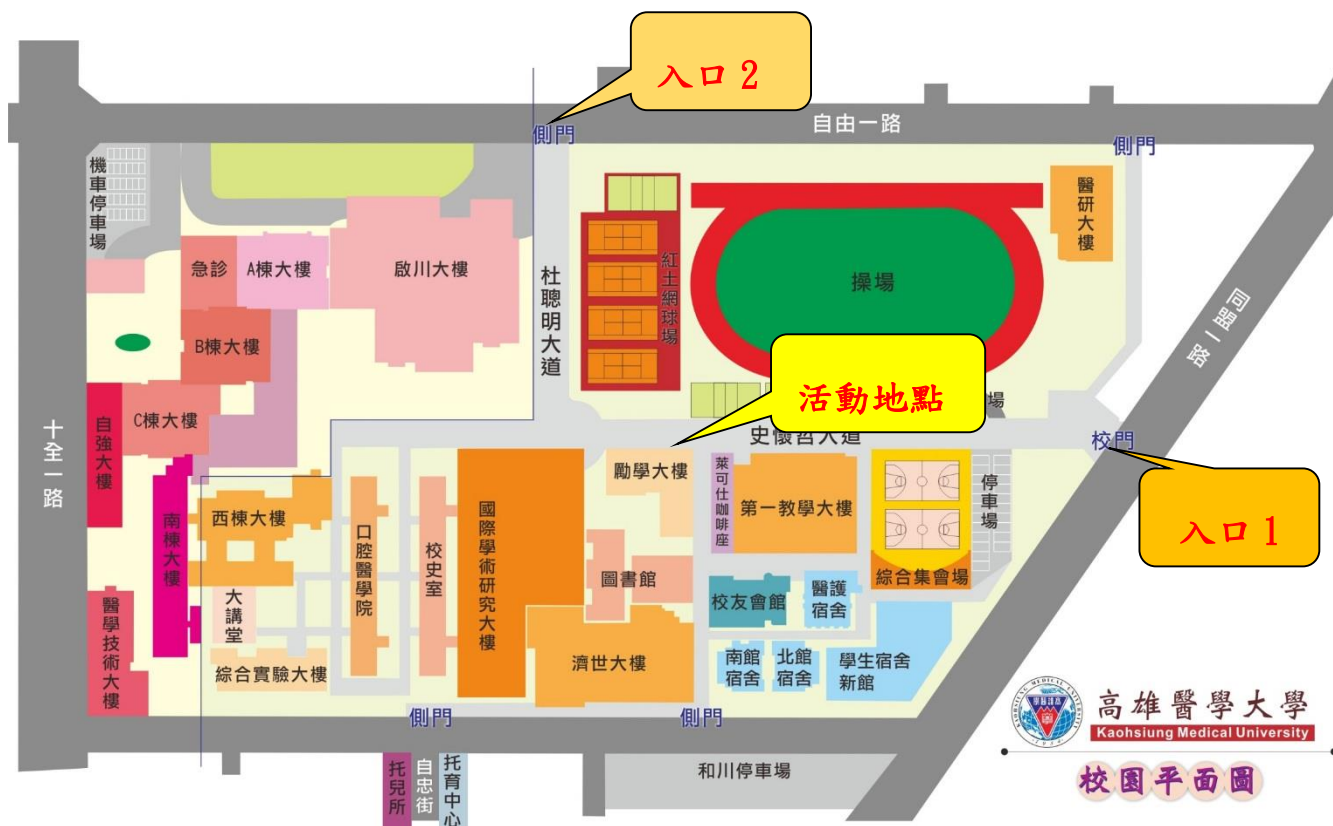 入口 2
自由一路
側門
側門
機車停車場
醫研大樓
急診
A棟大樓
啟川大樓
杜聰明大道
紅土網球場
操場
同盟二路
B棟大樓
活動地點
場
自強大樓
C棟大樓
史懷哲大道
校門
十全一路
南棟大樓
西棟大樓
口腔醫學院
校史室
國際學術研究大樓
勵學大樓
萊可仕咖啡座
第一教學大樓
停車場
入口 1
綜合集會場
圖書館
校友會館
醫護
宿舍
大講堂
醫學技術大樓
綜合實驗大樓
濟世大樓
南館
宿舍
北館
宿舍
學生宿舍
新館
側門
側門
KAOHSIUNG MEDICAL UNIVERSITY
高雄醫學大學
Kaohsiung Medical University
校園平面圖
托兒所
自忠街
托育中心
和川停車場